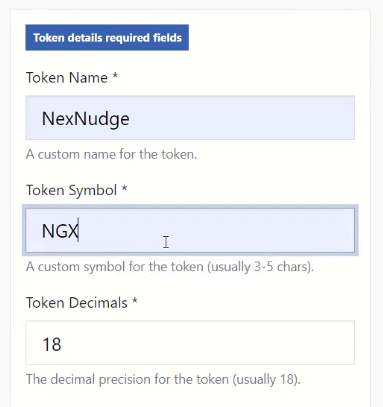 Token details required fields
Token Name *
NexNudge
A custom name for the token.
Token Symbol *
NGX
A custom symbol for the token (usually 3-5 chars).
Token Decimals *
18
The decimal precision for the token (usually 18).